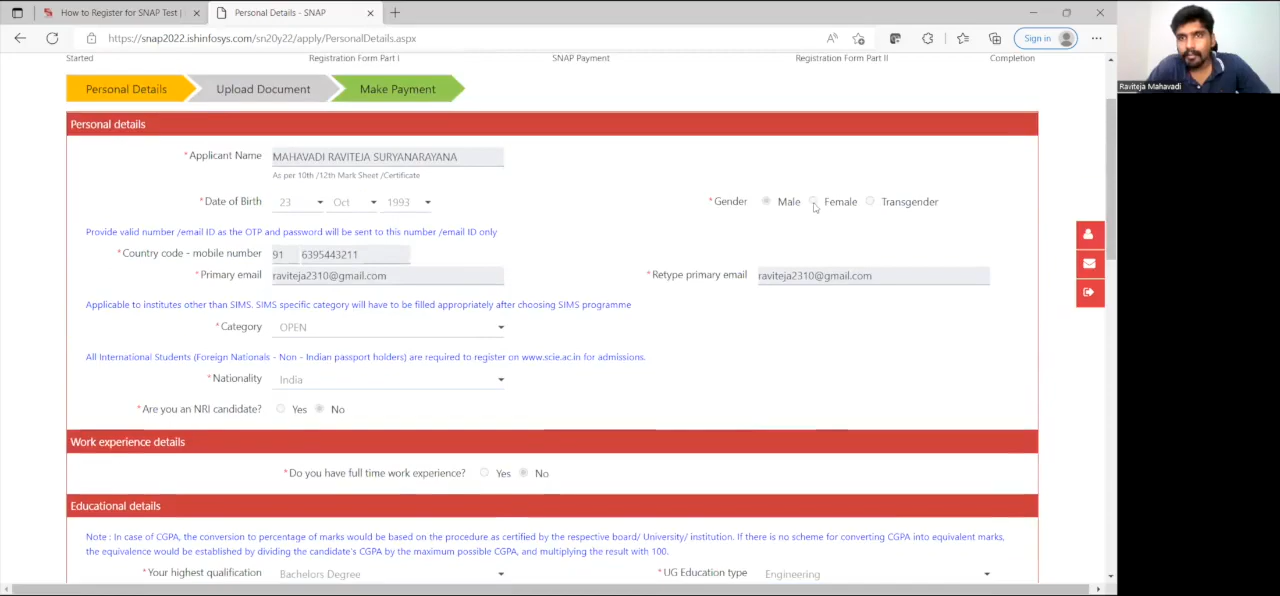 How to Register for SNAP Test |
Personal Details - SNAP
https://snap2022.ishinfosys.com/sn20y22/apply/PersonalDetails.aspx
Sign in
Started Registration Form Part I SNAP Payment Registration Form Part II Completion
Raviteja Mahavadi
Personal Details Upload Document Make Payment
Personal details
*Applicant Name MAHAVADI RAVITEJA SURYANARAYANA
As per 10th /12th Mark Sheet /Certificate
*Date of Birth 23 Oct 1993 *Gender Male Female Transgender
Provide valid number /email ID as the OTP and password will be sent to this number /email ID only
*Country code - mobile number 91 6395443211
*Primary email raviteja2310@gmail.com *Retype primary email raviteja2310@gmail.com
Applicable to institutes other than SIMS. SIMS specific category will have to be filled appropriately after choosing SIMS programme
*Category OPEN
All International Students (Foreign Nationals - Non - Indian passport holders) are required to register on www.scie.ac.in for admissions.
*Nationality India
*Are you an NRI candidate? Yes No
Work experience details
*Do you have full time work experience? Yes No
Educational details
Note : In case of CGPA, the conversion to percentage of marks would be based on the procedure as certified by the respective board/ University/ institution. If there is no scheme for converting CGPA into equivalent marks,
the equivalence would be established by dividing the candidate's CGPA by the maximum possible CGPA, and multiplying the result with 100.
*Your highest qualification Bachelors Degree *UG Education type Engineering